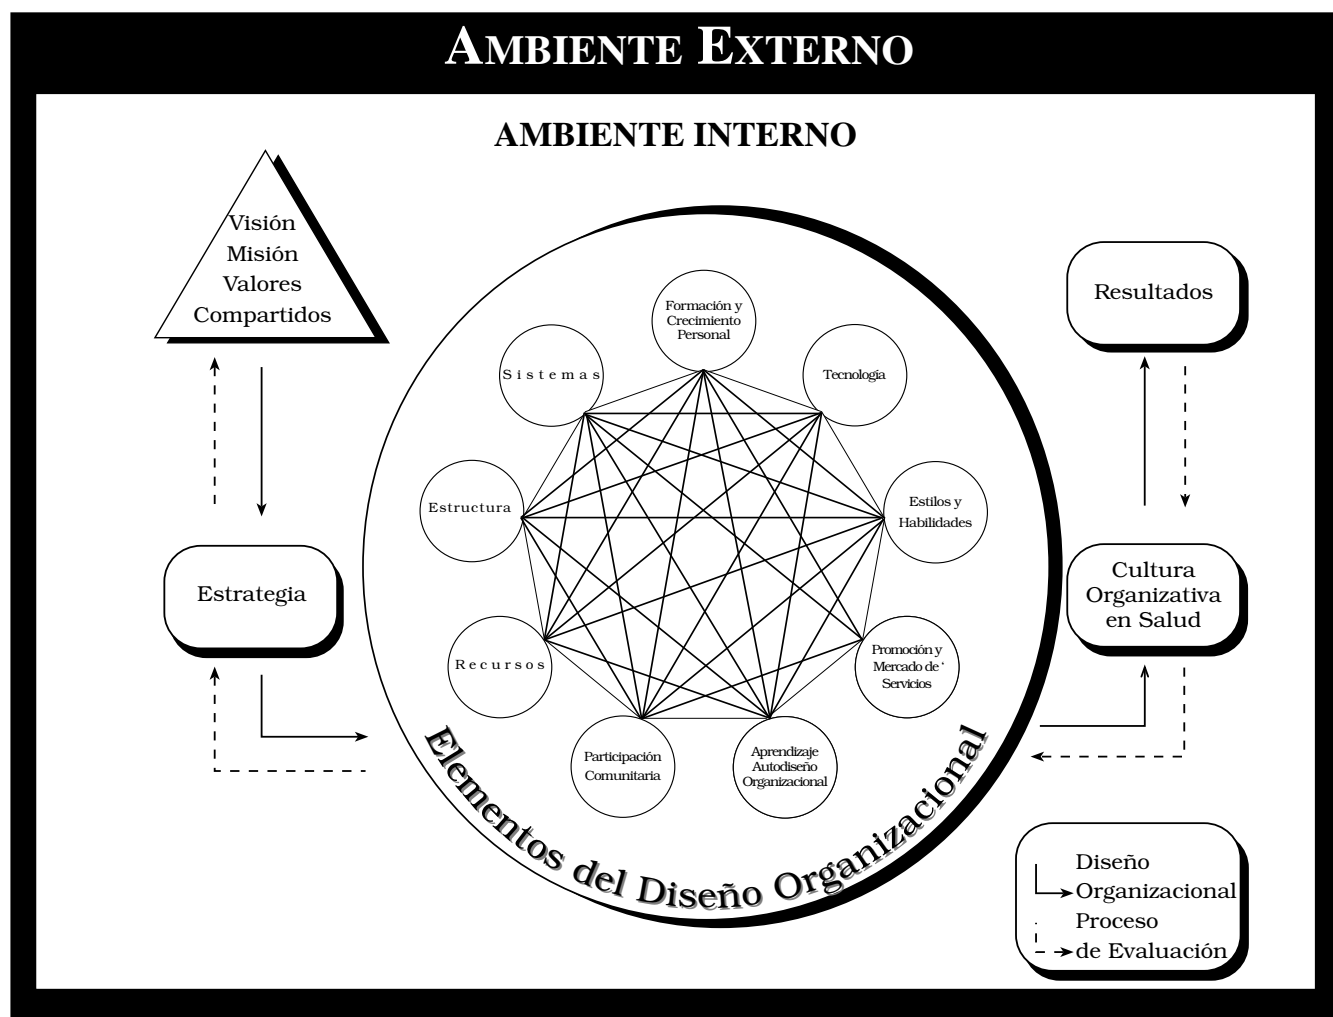 AMBIENTE EXTERNO
AMBIENTE INTERNO
Visión
Misión
Valores
Compartidos
Estrategia
Formación y
Crecimiento
Personal
Sistemas
Tecnología
Estructura
Estilos y
Habilidades
Recursos
Promoción y
Mercado de ‘
Servicios
Participación
Comunitaria
Aprendizaje
Autodiseño
Organizacional
Elementos del Diseño Organizacional
Resultados
Cultura
Organizativa
en Salud
Diseño
Organizacional
Proceso
de Evaluación